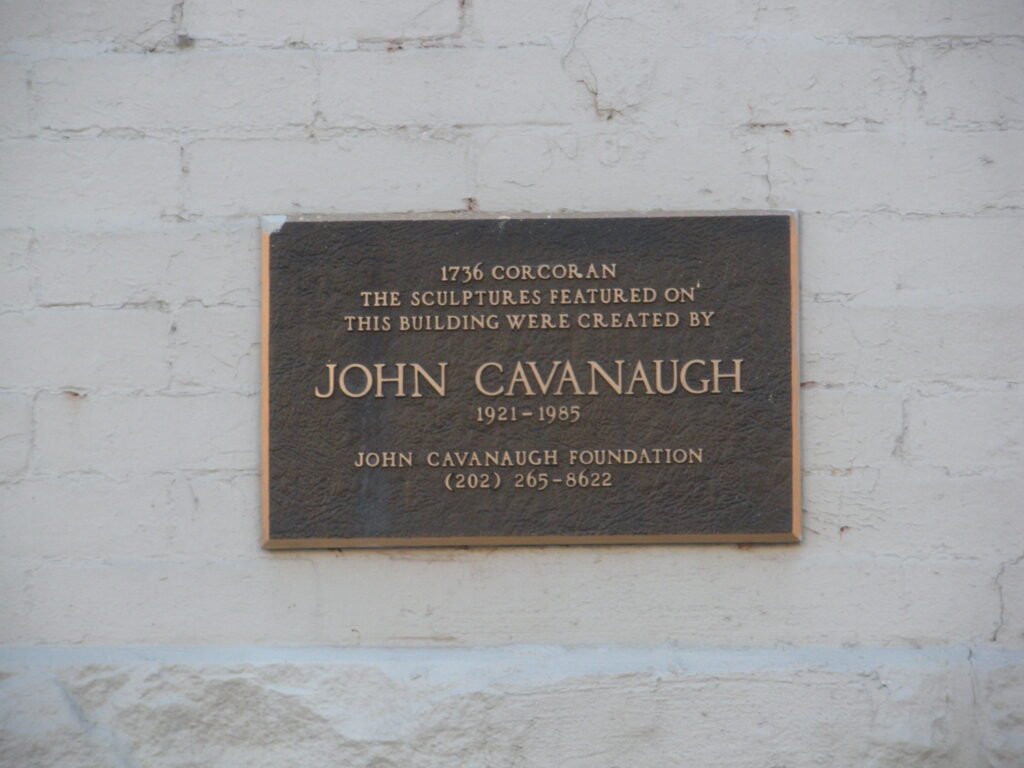 1736 CORCORAN
THE SCULPTURES FEATURED ON
THIS BUILDING WERE CREATED BY
JOHN CAVANAUGH
1921-1985
JOHN CAVANAUGH FOUNDATION
(202) 265-8622